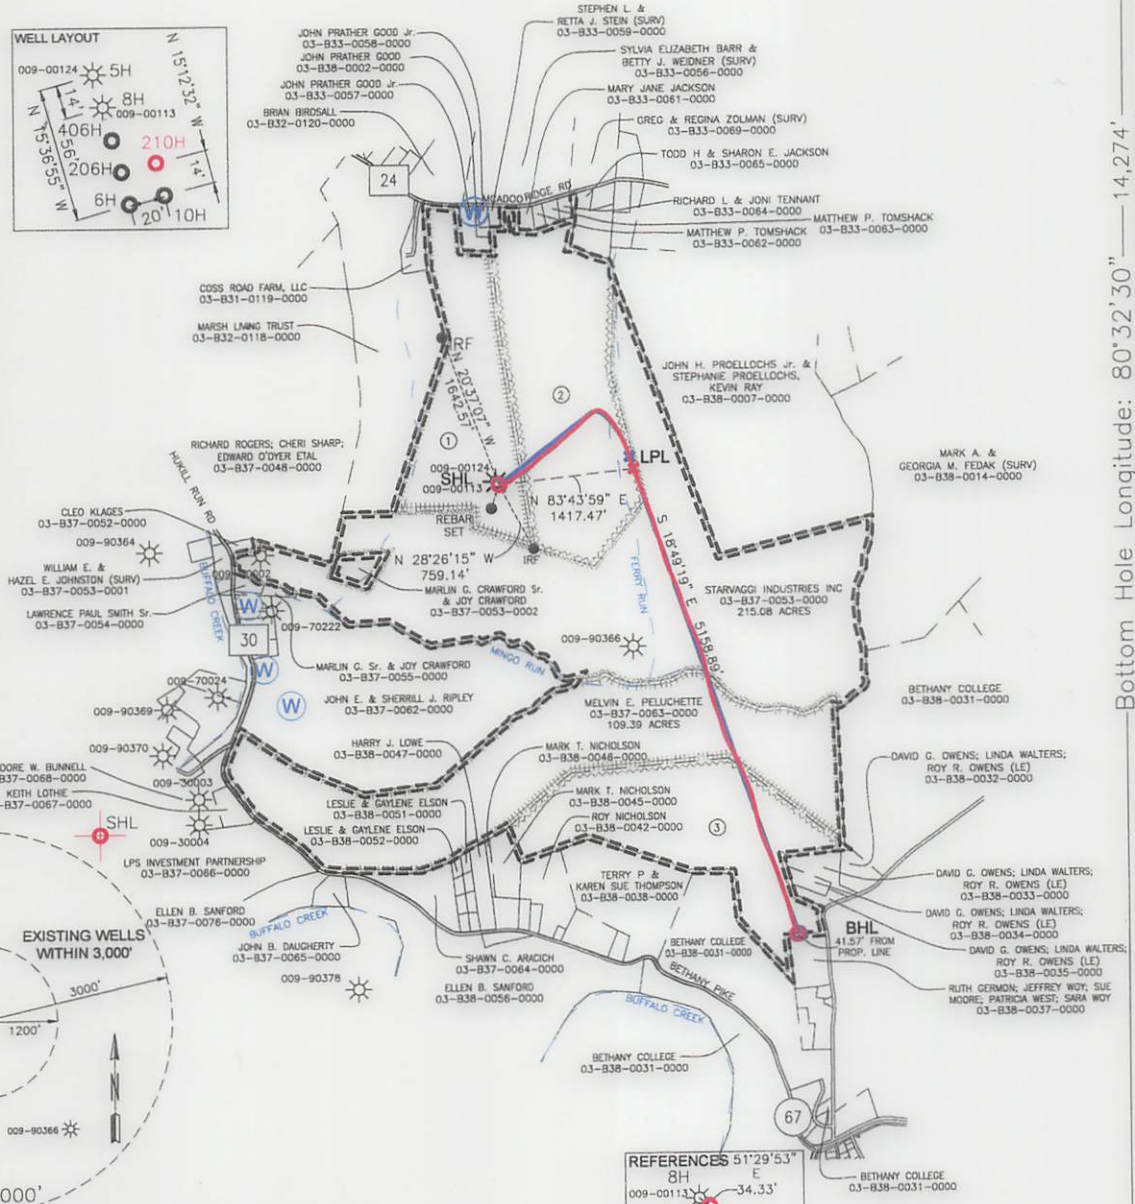 WELL LAYOUT
009-00124 5H
8H
009-00113
14'
406H
56'
210H
206H
14'
6H
20'
10H
N 15°12'32" W
N 15°36'55" W
STEPHEN L. &
RETTA J. STEIN (SURV)
03-B33-0059-0000
JOHN PRATHER GOOD Jr.
03-B33-0058-0000
JOHN PRATHER GOOD
03-B38-0002-0000
JOHN PRATHER GOOD Jr.
03-B33-0057-0000
BRIAN BIRDSALL
03-B32-0120-0000
SYLVIA ELIZABETH BARR &
BETTY J. WEIDNER (SURV)
03-B33-0056-0000
MARY JANE JACKSON
03-B33-0061-0000
GREG & REGINA ZOLMAN (SURV)
03-B33-0069-0000
TODD H & SHARON E. JACKSON
03-B33-0065-0000
24
W
MCADOO RIDGE RD
RICHARD L & JONI TENNANT
03-B33-0064-0000
MATTHEW P. TOMSHACK
03-B33-0063-0000
MATTHEW P. TOMSHACK
03-B33-0062-0000
COSS ROAD FARM, LLC
03-B31-0119-0000
MARSH LIVING TRUST
03-B32-0118-0000
IRF
N 20°37'07" W
1642.57'
JOHN H. PROELLOCHS Jr. &
STEPHANIE PROELLOCHS,
KEVIN RAY
03-B38-0007-0000
2
1
RICHARD ROGERS; CHERI SHARP;
EDWARD O'DYER ETAL
03-B37-0048-0000
009-00124
SHL
009-00113
LPL
N 83°43'59" E
1417.47'
MARK A. &
GEORGIA M. FEDAK (SURV)
03-B38-0014-0000
HUKILL RUN RD
CLEO KLAGES
03-B37-0052-0000
009-90364
REBAR
SET
IRF
N 28°26'15" W
759.14'
S 18°49'19" E 5158.89'
WILLIAM E. &
HAZEL E. JOHNSTON (SURV)
03-B37-0053-0001
LAWRENCE PAUL SMITH Sr.
03-B37-0054-0000
BUFFALO CREEK
W
009-70222
MARLIN G. CRAWFORD Sr.
& JOY CRAWFORD
03-B37-0053-0002
FERRY RUN
STARVAGGI INDUSTRIES INC
03-B37-0053-0000
215.08 ACRES
30
009-90366
MINGO RUN
MARLIN G. Sr. & JOY CRAWFORD
03-B37-0055-0000
W
009-70024
W
JOHN E. & SHERRILL J. RIPLEY
03-B37-0062-0000
009-90369
BETHANY COLLEGE
03-B38-0031-0000
MELVIN E. PELUCHETTE
03-B37-0063-0000
109.39 ACRES
009-90370
HARRY J. LOWE
03-B38-0047-0000
MARK T. NICHOLSON
03-B38-0046-0000
DAVID G. OWENS; LINDA WALTERS;
ROY R. OWENS (LE)
03-B38-0032-0000
OORE W. BUNNELL
B37-0068-0000
009-30003
KEITH LOTHIE
-B37-0067-0000
LESLIE & GAYLENE ELSON
03-B38-0051-0000
MARK T. NICHOLSON
03-B38-0045-0000
SHL
009-30004
LESLIE & GAYLENE ELSON
03-B38-0052-0000
ROY NICHOLSON
03-B38-0042-0000
3
LPS INVESTMENT PARTNERSHIP
03-B37-0066-0000
TERRY P &
KAREN SUE THOMPSON
03-B38-0038-0000
DAVID G. OWENS; LINDA WALTERS;
ROY R. OWENS (LE)
03-B38-0033-0000
ELLEN B. SANFORD
03-B37-0076-0000
DAVID G. OWENS; LINDA WALTERS;
ROY R. OWENS (LE)
03-B38-0034-0000
BUFFALO CREEK
BHL
41.57' FROM
PROP. LINE
EXISTING WELLS
WITHIN 3,000'
JOHN B. DAUGHERTY
03-B37-0065-0000
BETHANY COLLEGE
03-B38-0031-0000
DAVID G. OWENS; LINDA WALTERS;
ROY R. OWENS (LE)
03-B38-0035-0000
SHAWN C. ARACICH
03-B37-0064-0000
009-90378
ELLEN B. SANFORD
03-B38-0056-0000
BETHANY PIKE
RUTH GERMON; JEFFREY WOY; SUE
MOORE; PATRICIA WEST; SARA WOY
03-B38-0037-0000
3000'
1200'
BUFFALO CREEK
N
BETHANY COLLEGE
03-B38-0031-0000
009-90366
67
000'
REFERENCES 51°29'53"
8H E
009-00113 34.33'
BETHANY COLLEGE
03-B38-0031-0000
Bottom Hole Longitude: 80°32'30" 14,274'